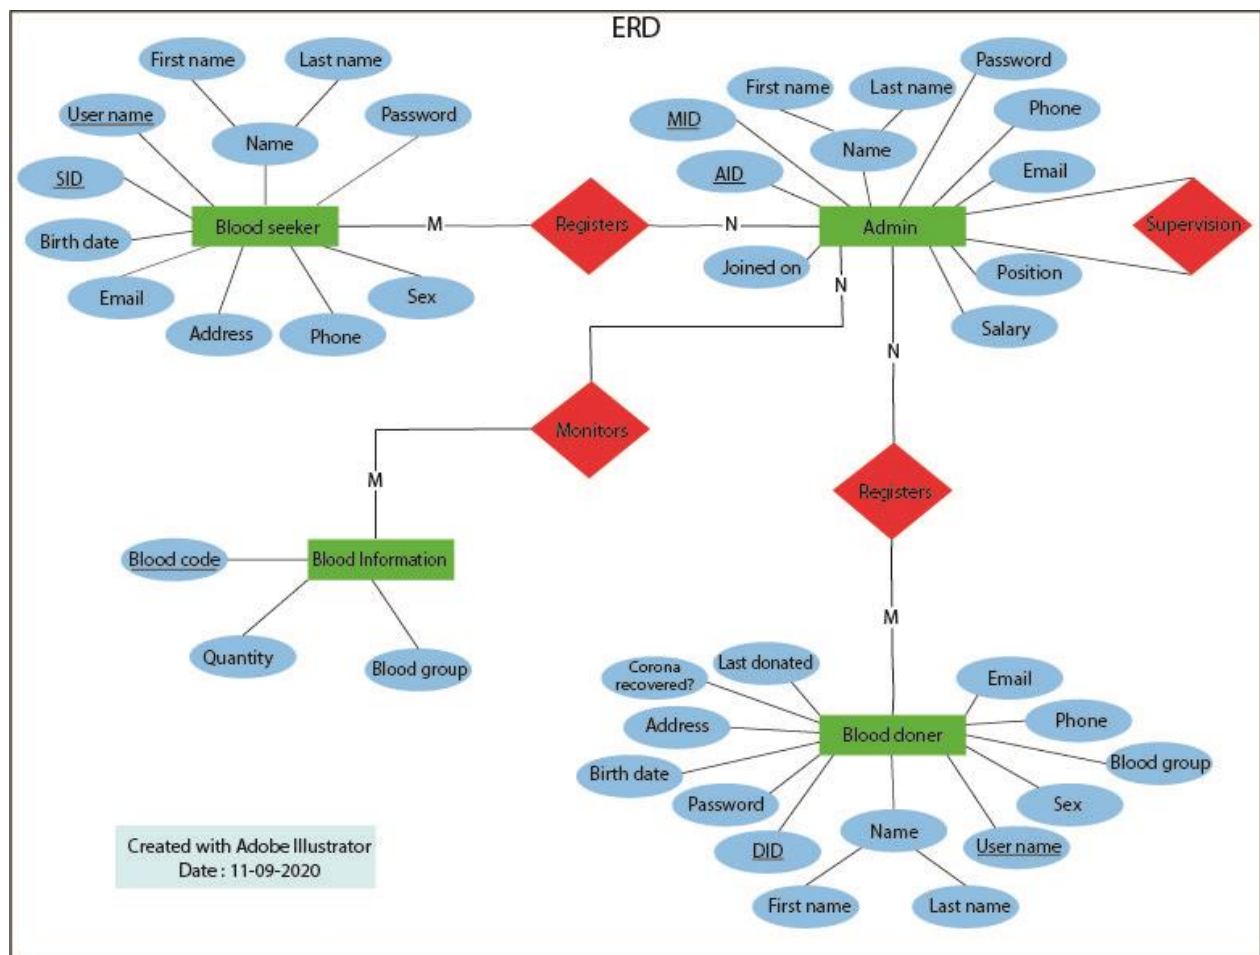 ERD
First name
Last name
User name
Password
Name
SID
Blood seeker
Birth date
Email
Address
Phone
Sex
M
Registers
N
Password
First name
Last name
MID
Phone
Name
AID
Email
Admin
Supervision
Joined on
Position
Salary
N
N
Monitors
M
Registers
Blood code
Blood Information
Quantity
Blood group
M
Corona
recovered?
Last donated
Email
Address
Phone
Blood doner
Birth date
Blood group
Password
Sex
Name
DID
User name
First name
Last name
Created with Adobe Illustrator
Date : 11-09-2020